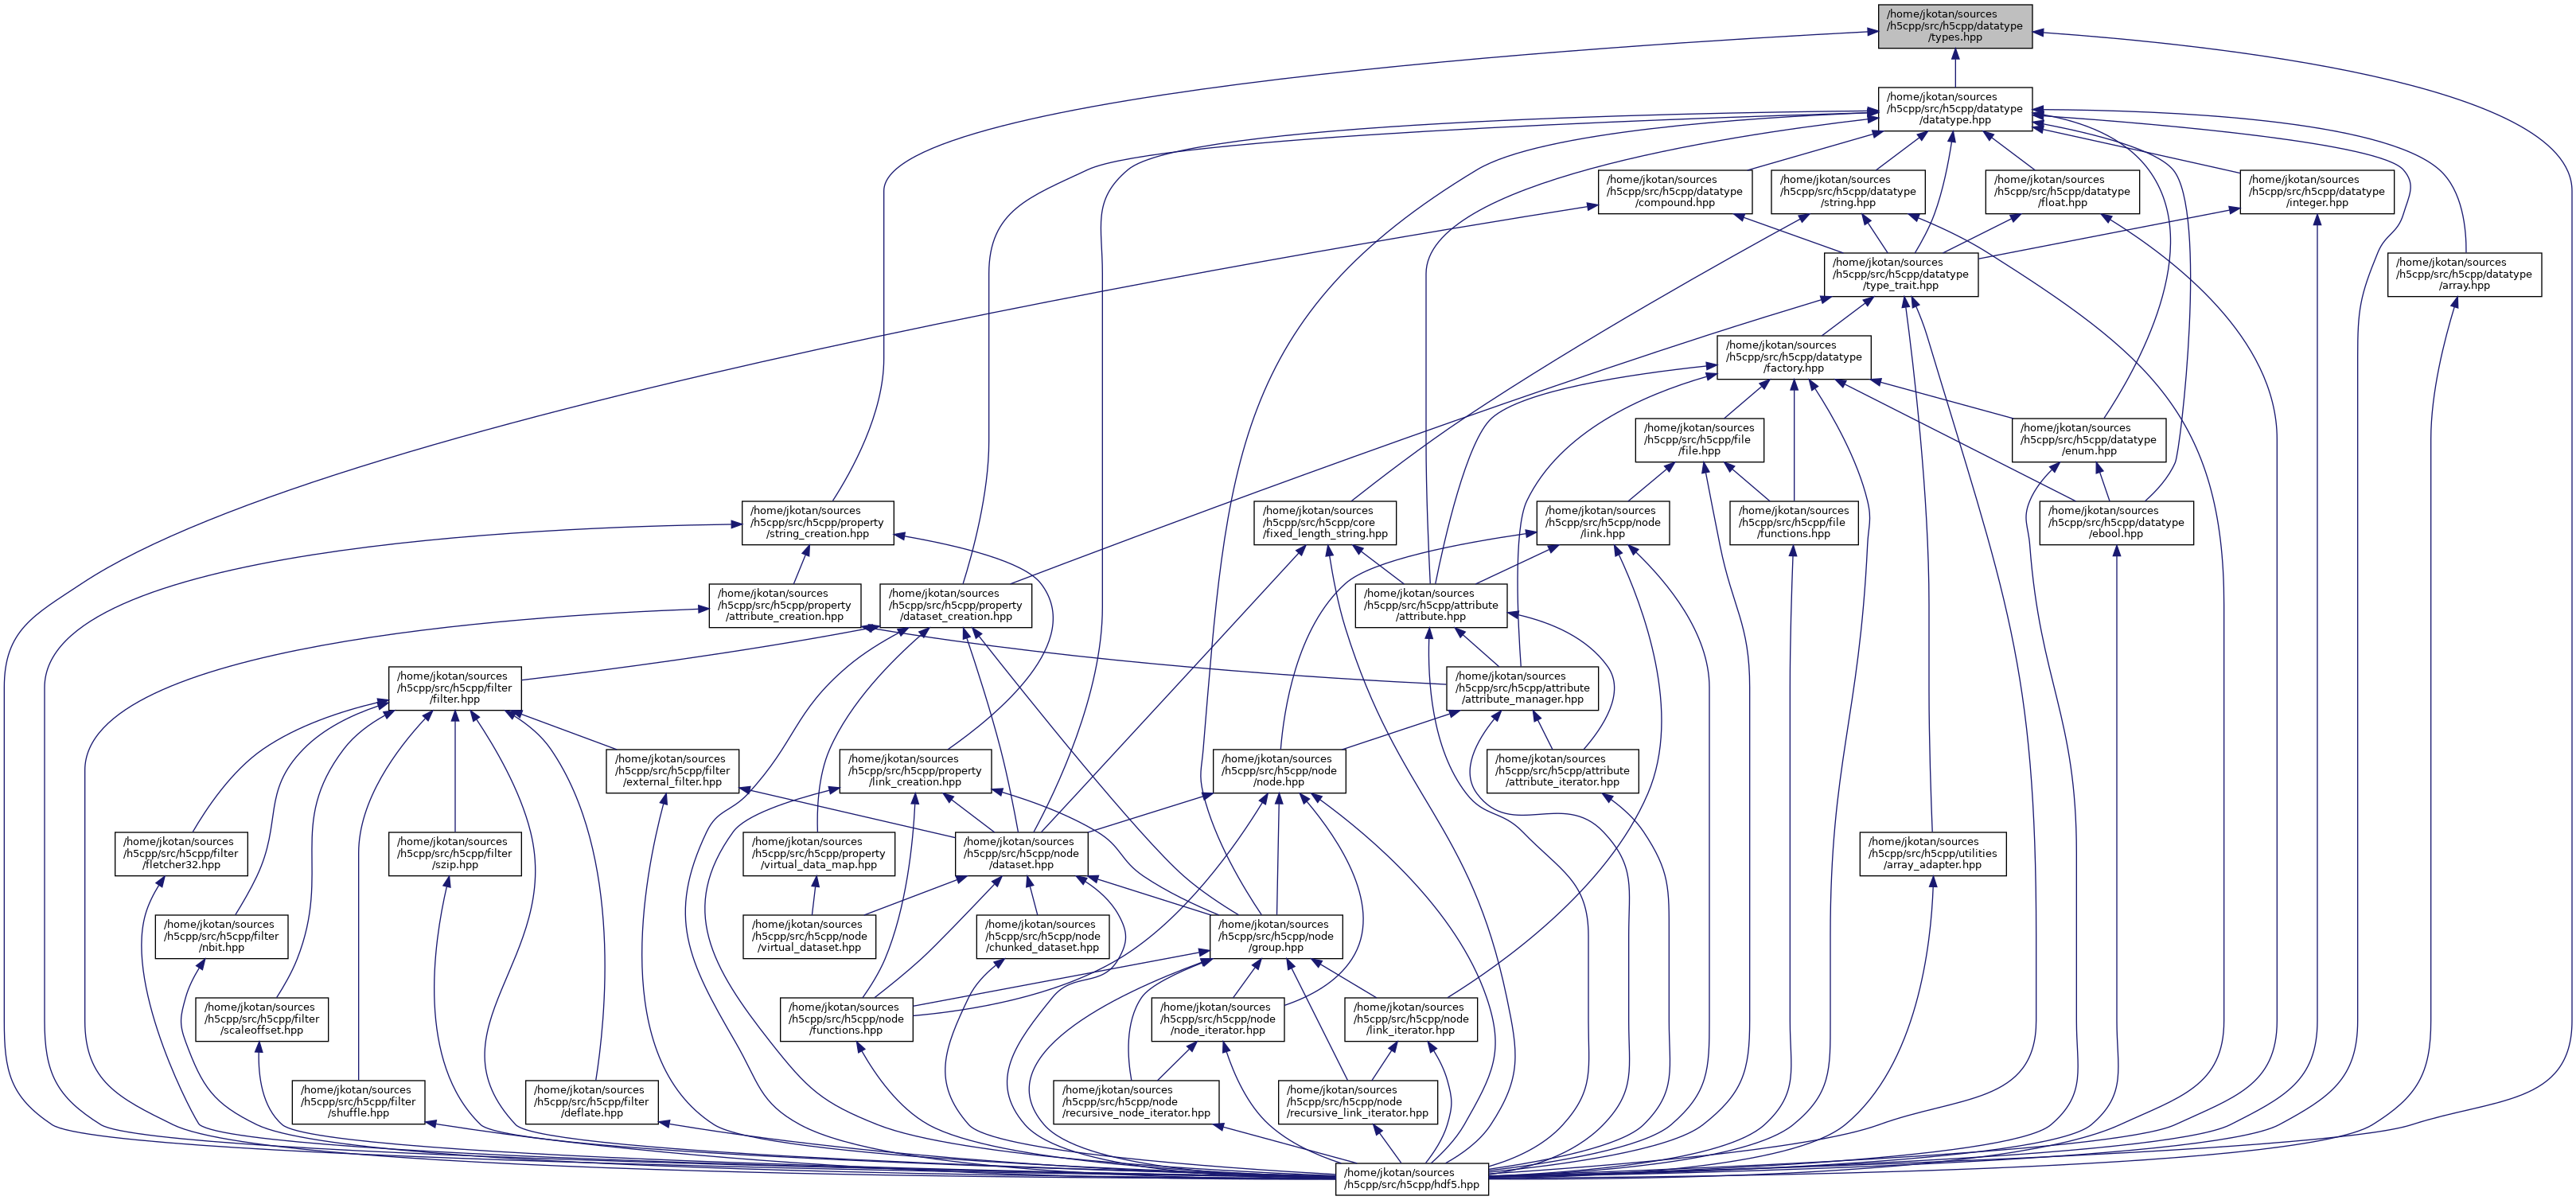 /home/jkotan/sources
/h5cpp/src/h5cpp/datatype
/types.hpp
/home/jkotan/sources
/h5cpp/src/h5cpp/datatype
/datatype.hpp
/home/jkotan/sources
/h5cpp/src/h5cpp/datatype
/compound.hpp
/home/jkotan/sources
/h5cpp/src/h5cpp/datatype
/string.hpp
/home/jkotan/sources
/h5cpp/src/h5cpp/datatype
/float.hpp
/home/jkotan/sources
/h5cpp/src/h5cpp/datatype
/integer.hpp
/home/jkotan/sources
/h5cpp/src/h5cpp/datatype
/type_trait.hpp
/home/jkotan/sources
/h5cpp/src/h5cpp/datatype
/array.hpp
/home/jkotan/sources
/h5cpp/src/h5cpp/datatype
/factory.hpp
/home/jkotan/sources
/h5cpp/src/h5cpp/file
/file.hpp
/home/jkotan/sources
/h5cpp/src/h5cpp/datatype
/enum.hpp
/home/jkotan/sources
/h5cpp/src/h5cpp/property
/string_creation.hpp
/home/jkotan/sources
/h5cpp/src/h5cpp/core
/fixed_length_string.hpp
/home/jkotan/sources
/h5cpp/src/h5cpp/node
/link.hpp
/home/jkotan/sources
/h5cpp/src/h5cpp/file
/functions.hpp
/home/jkotan/sources
/h5cpp/src/h5cpp/datatype
/ebool.hpp
/home/jkotan/sources
/h5cpp/src/h5cpp/property
/attribute_creation.hpp
/home/jkotan/sources
/h5cpp/src/h5cpp/property
/dataset_creation.hpp
/home/jkotan/sources
/h5cpp/src/h5cpp/attribute
/attribute.hpp
/home/jkotan/sources
/h5cpp/src/h5cpp/filter
/filter.hpp
/home/jkotan/sources
/h5cpp/src/h5cpp/attribute
/attribute_manager.hpp
/home/jkotan/sources
/h5cpp/src/h5cpp/filter
/external_filter.hpp
/home/jkotan/sources
/h5cpp/src/h5cpp/property
/link_creation.hpp
/home/jkotan/sources
/h5cpp/src/h5cpp/node
/node.hpp
/home/jkotan/sources
/h5cpp/src/h5cpp/attribute
/attribute_iterator.hpp
/home/jkotan/sources
/h5cpp/src/h5cpp/filter
/fletcher32.hpp
/home/jkotan/sources
/h5cpp/src/h5cpp/filter
/szip.hpp
/home/jkotan/sources
/h5cpp/src/h5cpp/property
/virtual_data_map.hpp
/home/jkotan/sources
/h5cpp/src/h5cpp/node
/dataset.hpp
/home/jkotan/sources
/h5cpp/src/h5cpp/utilities
/array_adapter.hpp
/home/jkotan/sources
/h5cpp/src/h5cpp/filter
/nbit.hpp
/home/jkotan/sources
/h5cpp/src/h5cpp/node
/virtual_dataset.hpp
/home/jkotan/sources
/h5cpp/src/h5cpp/node
/chunked_dataset.hpp
/home/jkotan/sources
/h5cpp/src/h5cpp/node
/group.hpp
/home/jkotan/sources
/h5cpp/src/h5cpp/filter
/scaleoffset.hpp
/home/jkotan/sources
/h5cpp/src/h5cpp/node
/functions.hpp
/home/jkotan/sources
/h5cpp/src/h5cpp/node
/node_iterator.hpp
/home/jkotan/sources
/h5cpp/src/h5cpp/node
/link_iterator.hpp
/home/jkotan/sources
/h5cpp/src/h5cpp/filter
/shuffle.hpp
/home/jkotan/sources
/h5cpp/src/h5cpp/filter
/deflate.hpp
/home/jkotan/sources
/h5cpp/src/h5cpp/node
/recursive_node_iterator.hpp
/home/jkotan/sources
/h5cpp/src/h5cpp/node
/recursive_link_iterator.hpp
/home/jkotan/sources
/h5cpp/src/h5cpp/hdf5.hpp